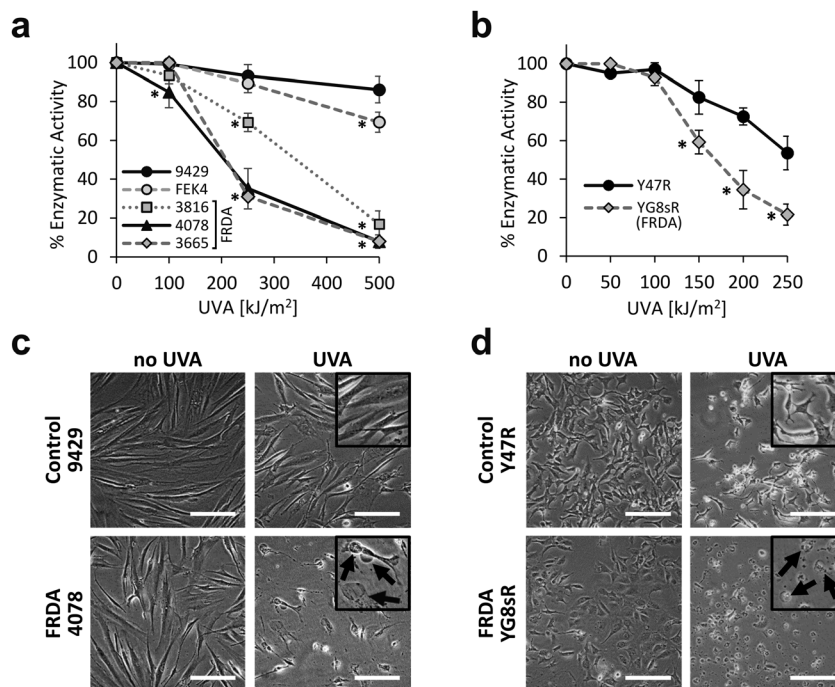 a
% Enzymatic Activity
100
80
60
40
20
0
*
*
*
*
*
*
*
9429
FEK4
3816
4078
3665
FRDA
0
100
200
300
400
500
UVA [kJ/m²]
b
% Enzymatic Activity
100
80
60
40
20
0
*
*
*
Y47R
YG8sR
(FRDA)
0
50
100
150
200
250
UVA [kJ/m²]
c
no UVA
UVA
Control
9429
FRDA
4078
d
no UVA
UVA
Control
Y47R
FRDA
YG8sR